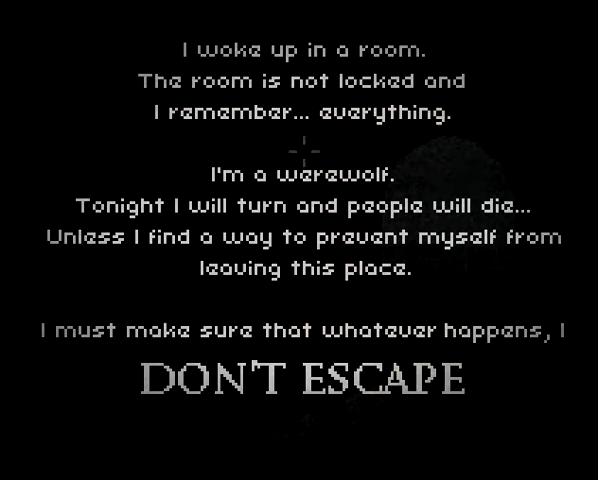 I woke up in a room.
The room is not locked and
I remember... everything.
I'm a werewolf.
Tonight I will turn and people will die...
Unless I find a way to prevent myself from
leaving this place.
I must make sure that whatever happens, I
DON'T ESCAPE